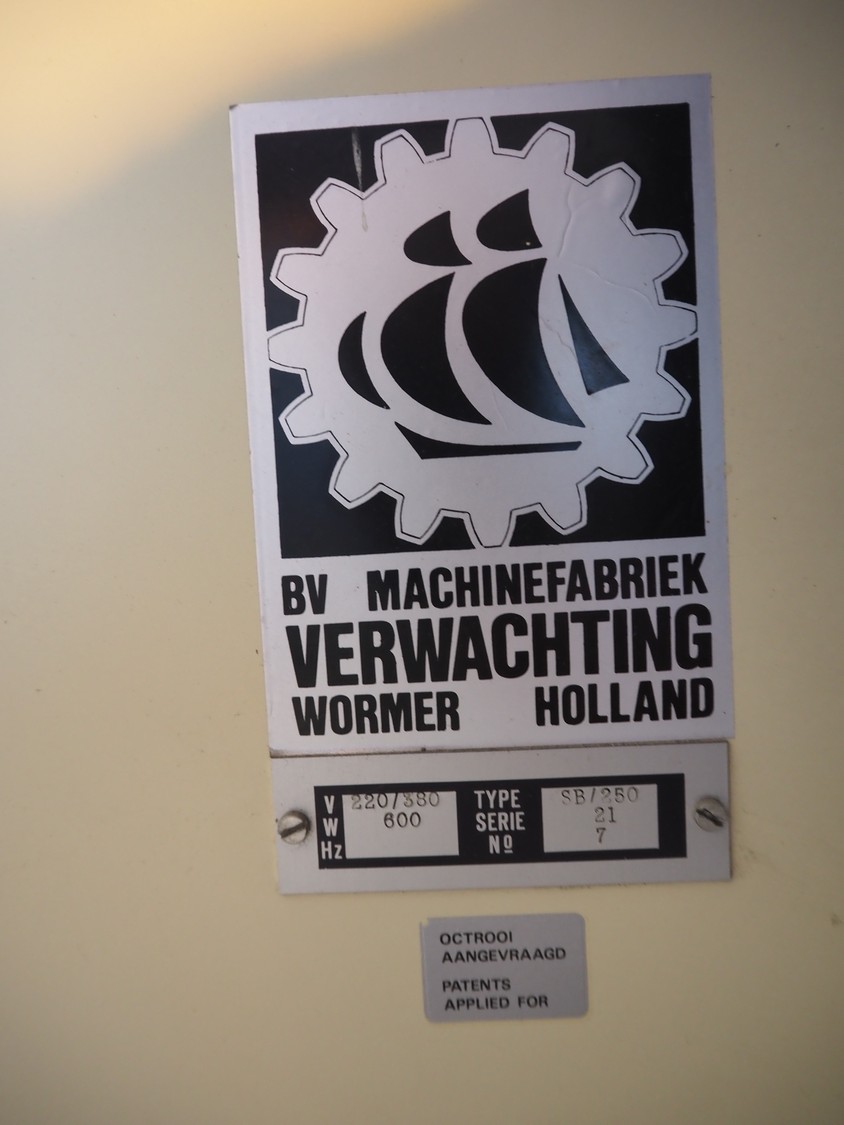 BV MACHINEFABRIEK
VERWACHTING
WORMER HOLLAND
V 220/380 TYPE SB/250
W 600 SERIE 21
Hz Nº 7
OCTROOI
AANGEVRAAGD
PATENTS
APPLIED FOR